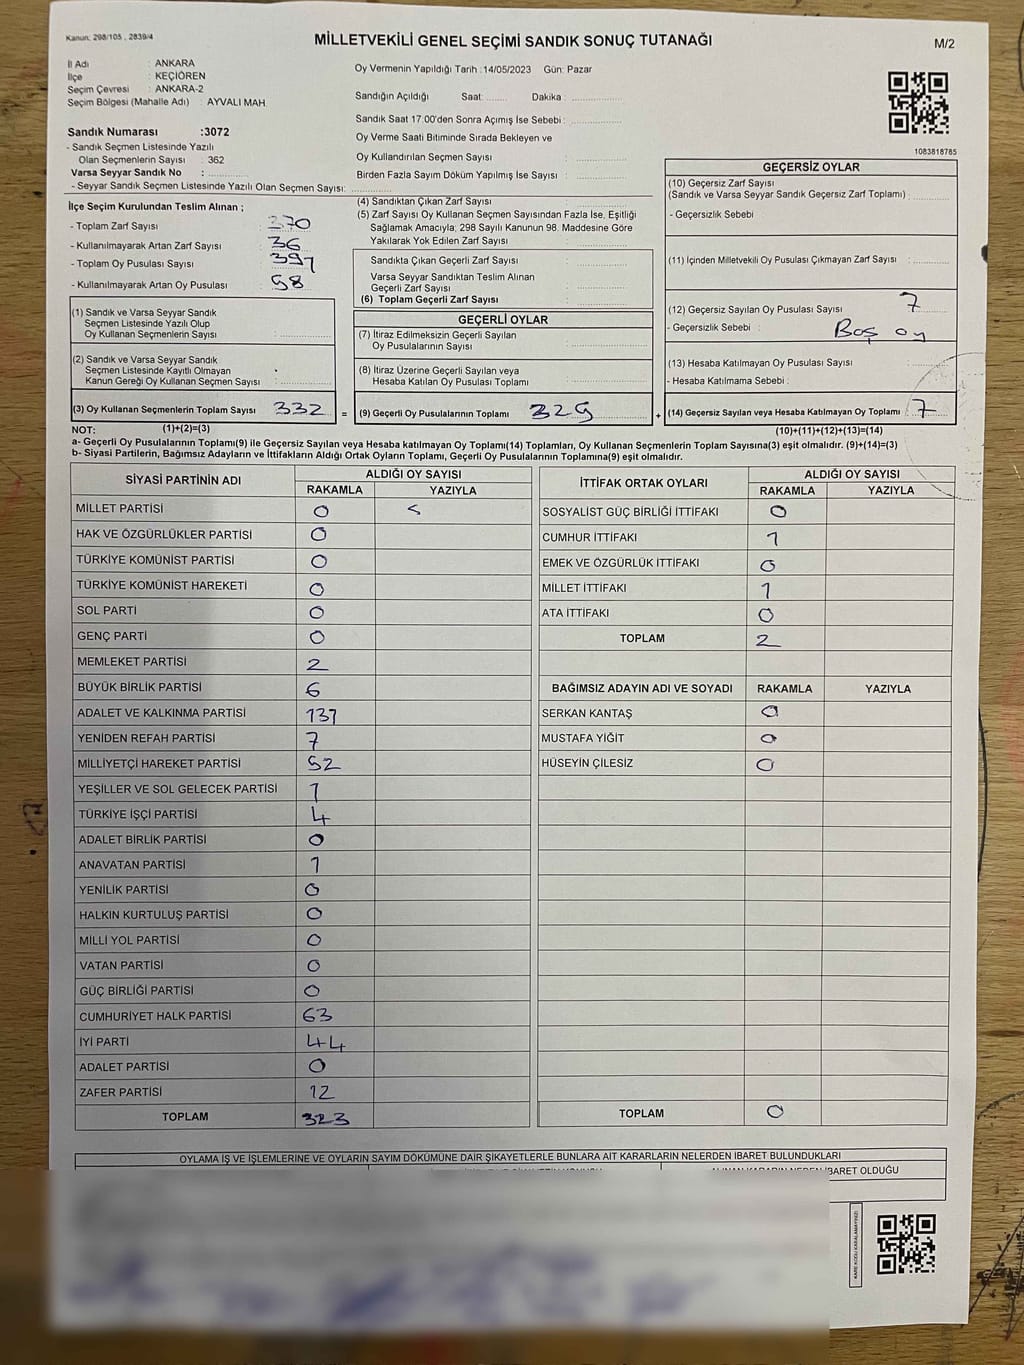 Kanun: 298/105 , 2839/4
MİLLETVEKİLİ GENEL SEÇİMİ SANDIK SONUÇ TUTANAĞI
M/2
İl Adı : ANKARA
İlçe : KEÇİÖREN
Seçim Çevresi : ANKARA-2
Seçim Bölgesi (Mahalle Adı) : AYVALI MAH.
Oy Vermenin Yapıldığı Tarih :14/05/2023 Gün: Pazar
Sandığın Açıldığı Saat: ........ Dakika : ................
Sandık Saat 17.00'den Sonra Açımış İse Sebebi : ................
Oy Verme Saati Bitiminde Sırada Bekleyen ve
Oy Kullandırılan Seçmen Sayısı : ................
Birden Fazla Sayım Döküm Yapılmış İse Sayısı : ................
Sandık Numarası :3072
- Sandık Seçmen Listesinde Yazılı
Olan Seçmenlerin Sayısı : 362
Varsa Seyyar Sandık No : ................
- Seyyar Sandık Seçmen Listesinde Yazılı Olan Seçmen Sayısı: ................
1083818785
İlçe Seçim Kurulundan Teslim Alınan ;
- Toplam Zarf Sayısı : 370
- Kullanılmayarak Artan Zarf Sayısı : 36
- Toplam Oy Pusulası Sayısı : 397
- Kullanılmayarak Artan Oy Pusulası : 58
(1) Sandık ve Varsa Seyyar Sandık
Seçmen Listesinde Yazılı Olup
Oy Kullanan Seçmenlerin Sayısı : ................
(2) Sandık ve Varsa Seyyar Sandık
Seçmen Listesinde Kayıtlı Olmayan
Kanun Gereği Oy Kullanan Seçmen Sayısı : ................
(3) Oy Kullanan Seçmenlerin Toplam Sayısı 332 =
(4) Sandıktan Çıkan Zarf Sayısı : ................
(5) Zarf Sayısı Oy Kullanan Seçmen Sayısından Fazla İse, Eşitliği
Sağlamak Amacıyla; 298 Sayılı Kanunun 98. Maddesine Göre
Yakılarak Yok Edilen Zarf Sayısı : ................
Sandıkta Çıkan Geçerli Zarf Sayısı : ................
Varsa Seyyar Sandıktan Teslim Alınan
Geçerli Zarf Sayısı : ................
(6) Toplam Geçerli Zarf Sayısı : ................
GEÇERLİ OYLAR
(7) İtiraz Edilmeksizin Geçerli Sayılan
Oy Pusulalarının Sayısı : ................
(8) İtiraz Üzerine Geçerli Sayılan veya
Hesaba Katılan Oy Pusulası Toplamı : ................
(9) Geçerli Oy Pusulalarının Toplamı 325 +
GEÇERSİZ OYLAR
(10) Geçersiz Zarf Sayısı
(Sandık ve Varsa Seyyar Sandık Geçersiz Zarf Toplamı) : ................
- Geçersizlik Sebebi :
(11) İçinden Milletvekili Oy Pusulası Çıkmayan Zarf Sayısı : ................
(12) Geçersiz Sayılan Oy Pusulası Sayısı : 7
- Geçersizlik Sebebi : Boş oy
(13) Hesaba Katılmayan Oy Pusulası Sayısı :
- Hesaba Katılmama Sebebi :
(14) Geçersiz Sayılan veya Hesaba Katılmayan Oy Toplamı : 7
NOT: (1)+(2)=(3) (10)+(11)+(12)+(13)=(14)
a- Geçerli Oy Pusulalarının Toplamı(9) ile Geçersiz Sayılan veya Hesaba katılmayan Oy Toplamı(14) Toplamları, Oy Kullanan Seçmenlerin Toplam Sayısına(3) eşit olmalıdır. (9)+(14)=(3)
b- Siyasi Partilerin, Bağımsız Adayların ve İttifakların Aldığı Ortak Oyların Toplamı, Geçerli Oy Pusulalarının Toplamına(9) eşit olmalıdır.
SİYASİ PARTİNİN ADI ALDIĞI OY SAYISI
RAKAMLA YAZIYLA
MİLLET PARTİSİ 0
HAK VE ÖZGÜRLÜKLER PARTİSİ 0
TÜRKİYE KOMÜNİST PARTİSİ 0
TÜRKİYE KOMÜNİST HAREKETİ 0
SOL PARTİ 0
GENÇ PARTİ 0
MEMLEKET PARTİSİ 2
BÜYÜK BİRLİK PARTİSİ 6
ADALET VE KALKINMA PARTİSİ 131
YENİDEN REFAH PARTİSİ 7
MİLLİYETÇİ HAREKET PARTİSİ 52
YEŞİLLER VE SOL GELECEK PARTİSİ 1
TÜRKİYE İŞÇİ PARTİSİ 4
ADALET BİRLİK PARTİSİ 0
ANAVATAN PARTİSİ 1
YENİLİK PARTİSİ 0
HALKIN KURTULUŞ PARTİSİ 0
MİLLİ YOL PARTİSİ 0
VATAN PARTİSİ 0
GÜÇ BİRLİĞİ PARTİSİ 0
CUMHURİYET HALK PARTİSİ 63
İYİ PARTİ 44
ADALET PARTİSİ 0
ZAFER PARTİSİ 12
TOPLAM 323
İTTİFAK ORTAK OYLARI ALDIĞI OY SAYISI
RAKAMLA YAZIYLA
SOSYALİST GÜÇ BİRLİĞİ İTTİFAKI 0
CUMHUR İTTİFAKI 1
EMEK VE ÖZGÜRLÜK İTTİFAKI 0
MİLLET İTTİFAKI 1
ATA İTTİFAKI 0
TOPLAM 2
BAĞIMSIZ ADAYIN ADI VE SOYADI RAKAMLA YAZIYLA
SERKAN KANTAŞ 0
MUSTAFA YİĞİT 0
HÜSEYİN ÇİLESİZ 0
TOPLAM 0
OYLAMA İŞ VE İŞLEMLERİNE VE OYLARIN SAYIM DÖKÜMÜNE DAİR ŞİKAYETLERLE BUNLARA AİT KARARLARIN NELERDEN İBARET BULUNDUKLARI
İBARET OLDUĞU